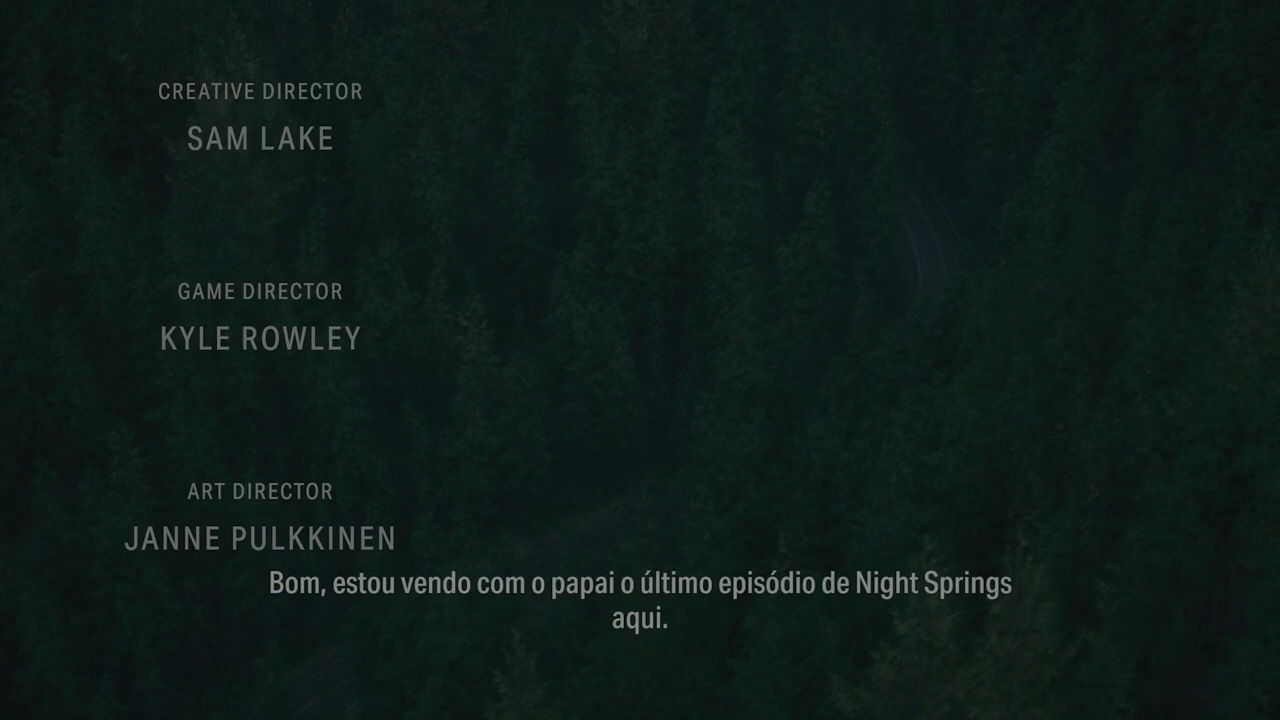 CREATIVE DIRECTOR
SAM LAKE
GAME DIRECTOR
KYLE ROWLEY
ART DIRECTOR
JANNE PULKKINEN
Bom, estou vendo com o papai o último episódio de Night Springs
aqui.